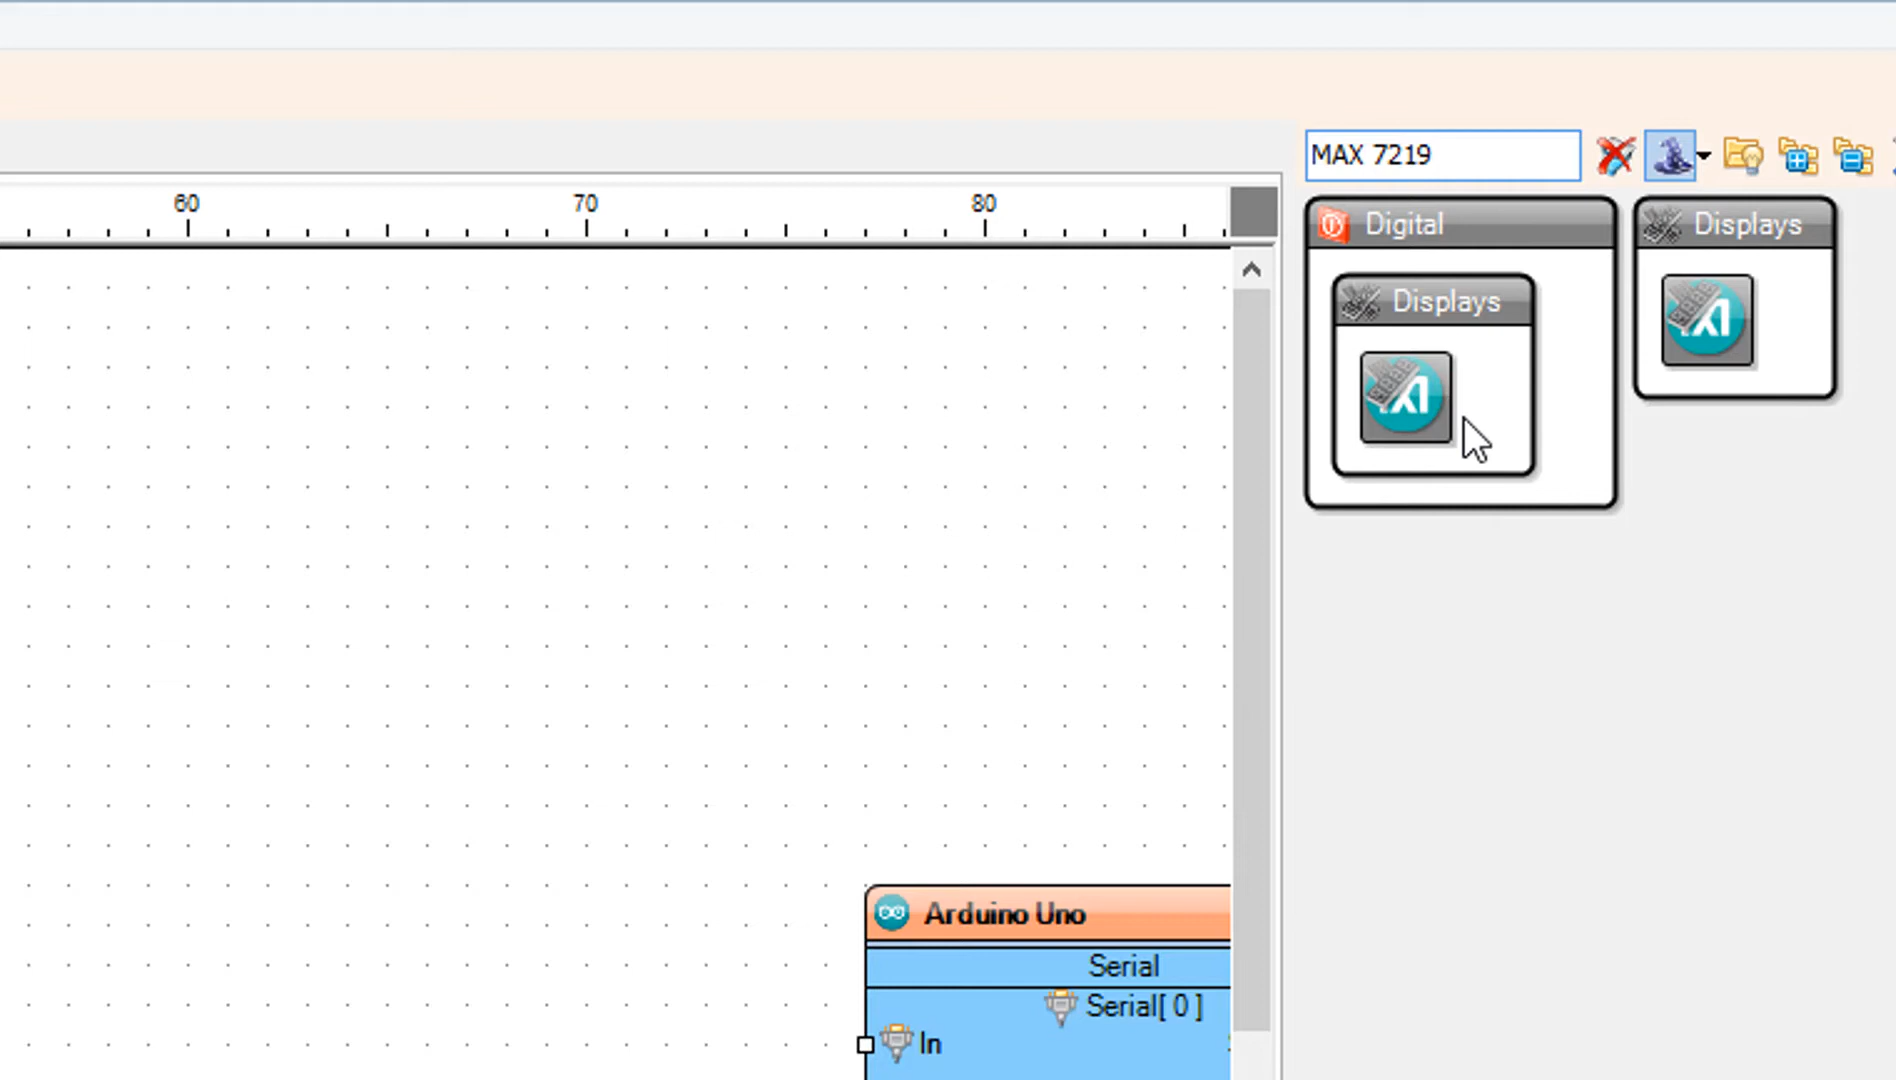 MAX 7219
60 70 80
Digital
Displays
Displays
Arduino Uno
Serial
Serial[ 0 ]
In